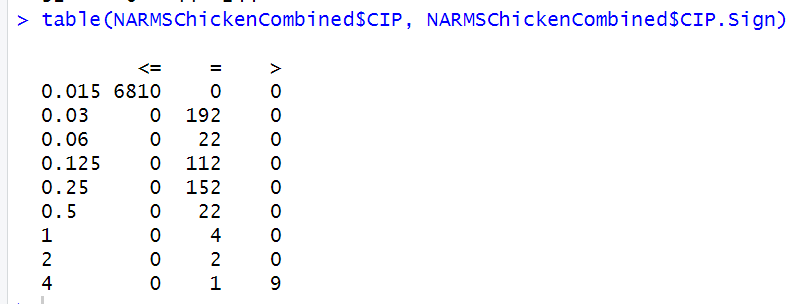 > table(NARMSChickenCombined$CIP, NARMSChickenCombined$CIP.Sign)
<= = >
0.015 6810 0 0
0.03 0 192 0
0.06 0 22 0
0.125 0 112 0
0.25 0 152 0
0.5 0 22 0
1 0 4 0
2 0 2 0
4 0 1 9